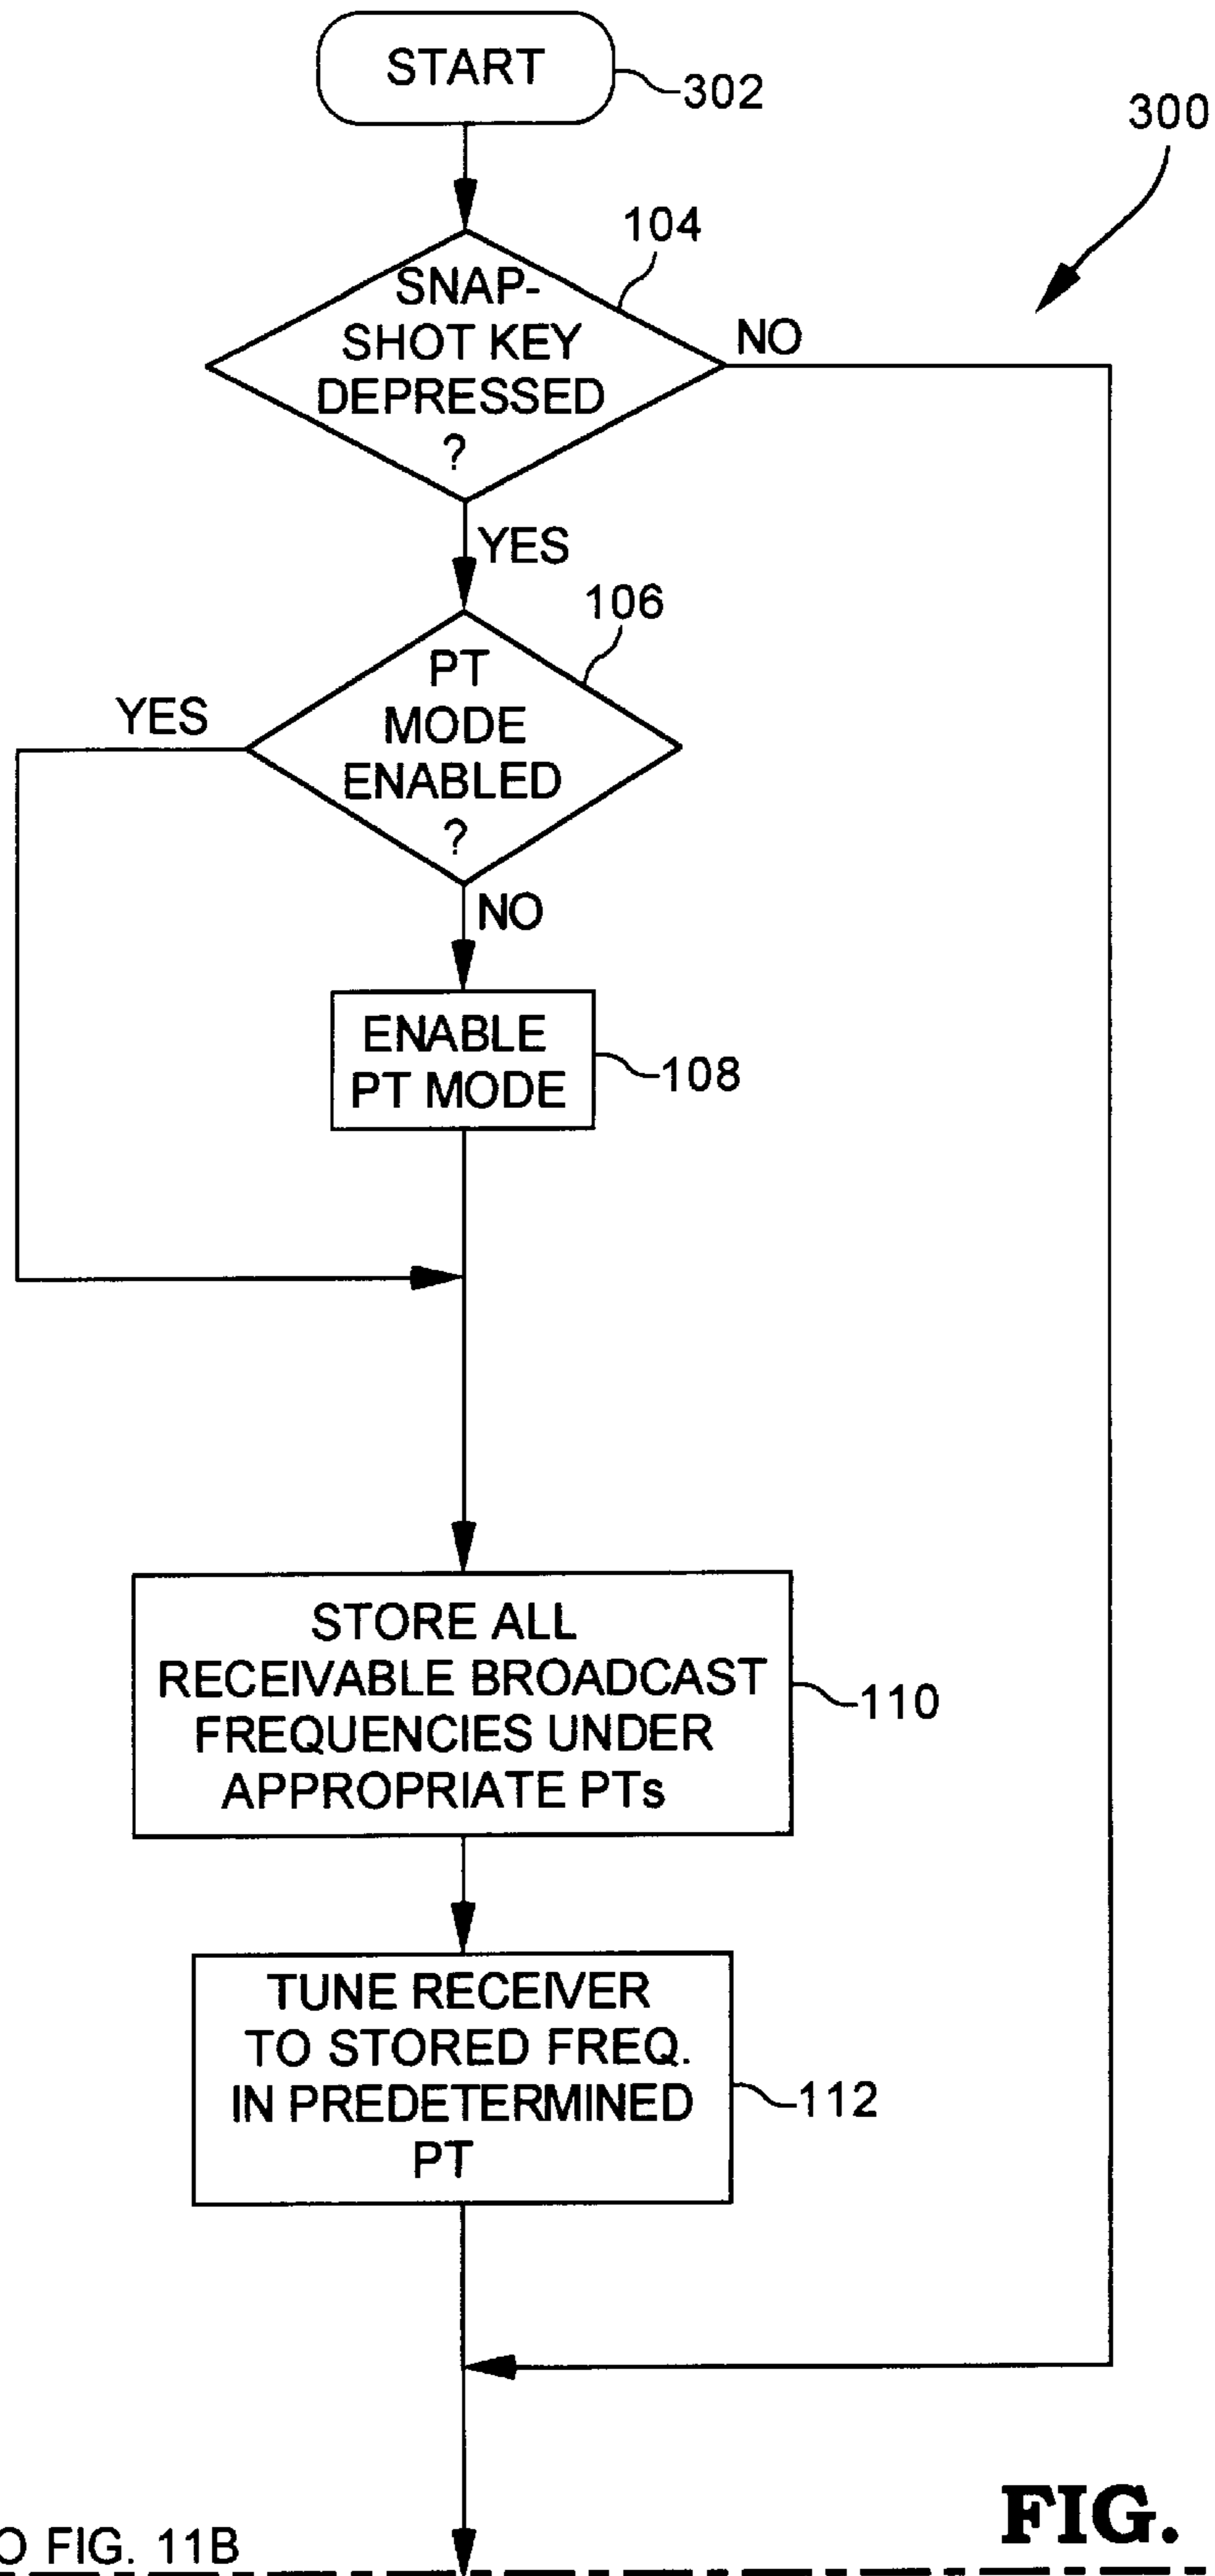 START
302
300
104
SNAP-
SHOT KEY
DEPRESSED
?
NO
YES
106
PT
MODE
ENABLED
?
YES
NO
ENABLE
PT MODE
108
STORE ALL
RECEIVABLE BROADCAST
FREQUENCIES UNDER
APPROPRIATE PTs
110
TUNE RECEIVER
TO STORED FREQ.
IN PREDETERMINED
PT
112
FIG.
O FIG. 11B